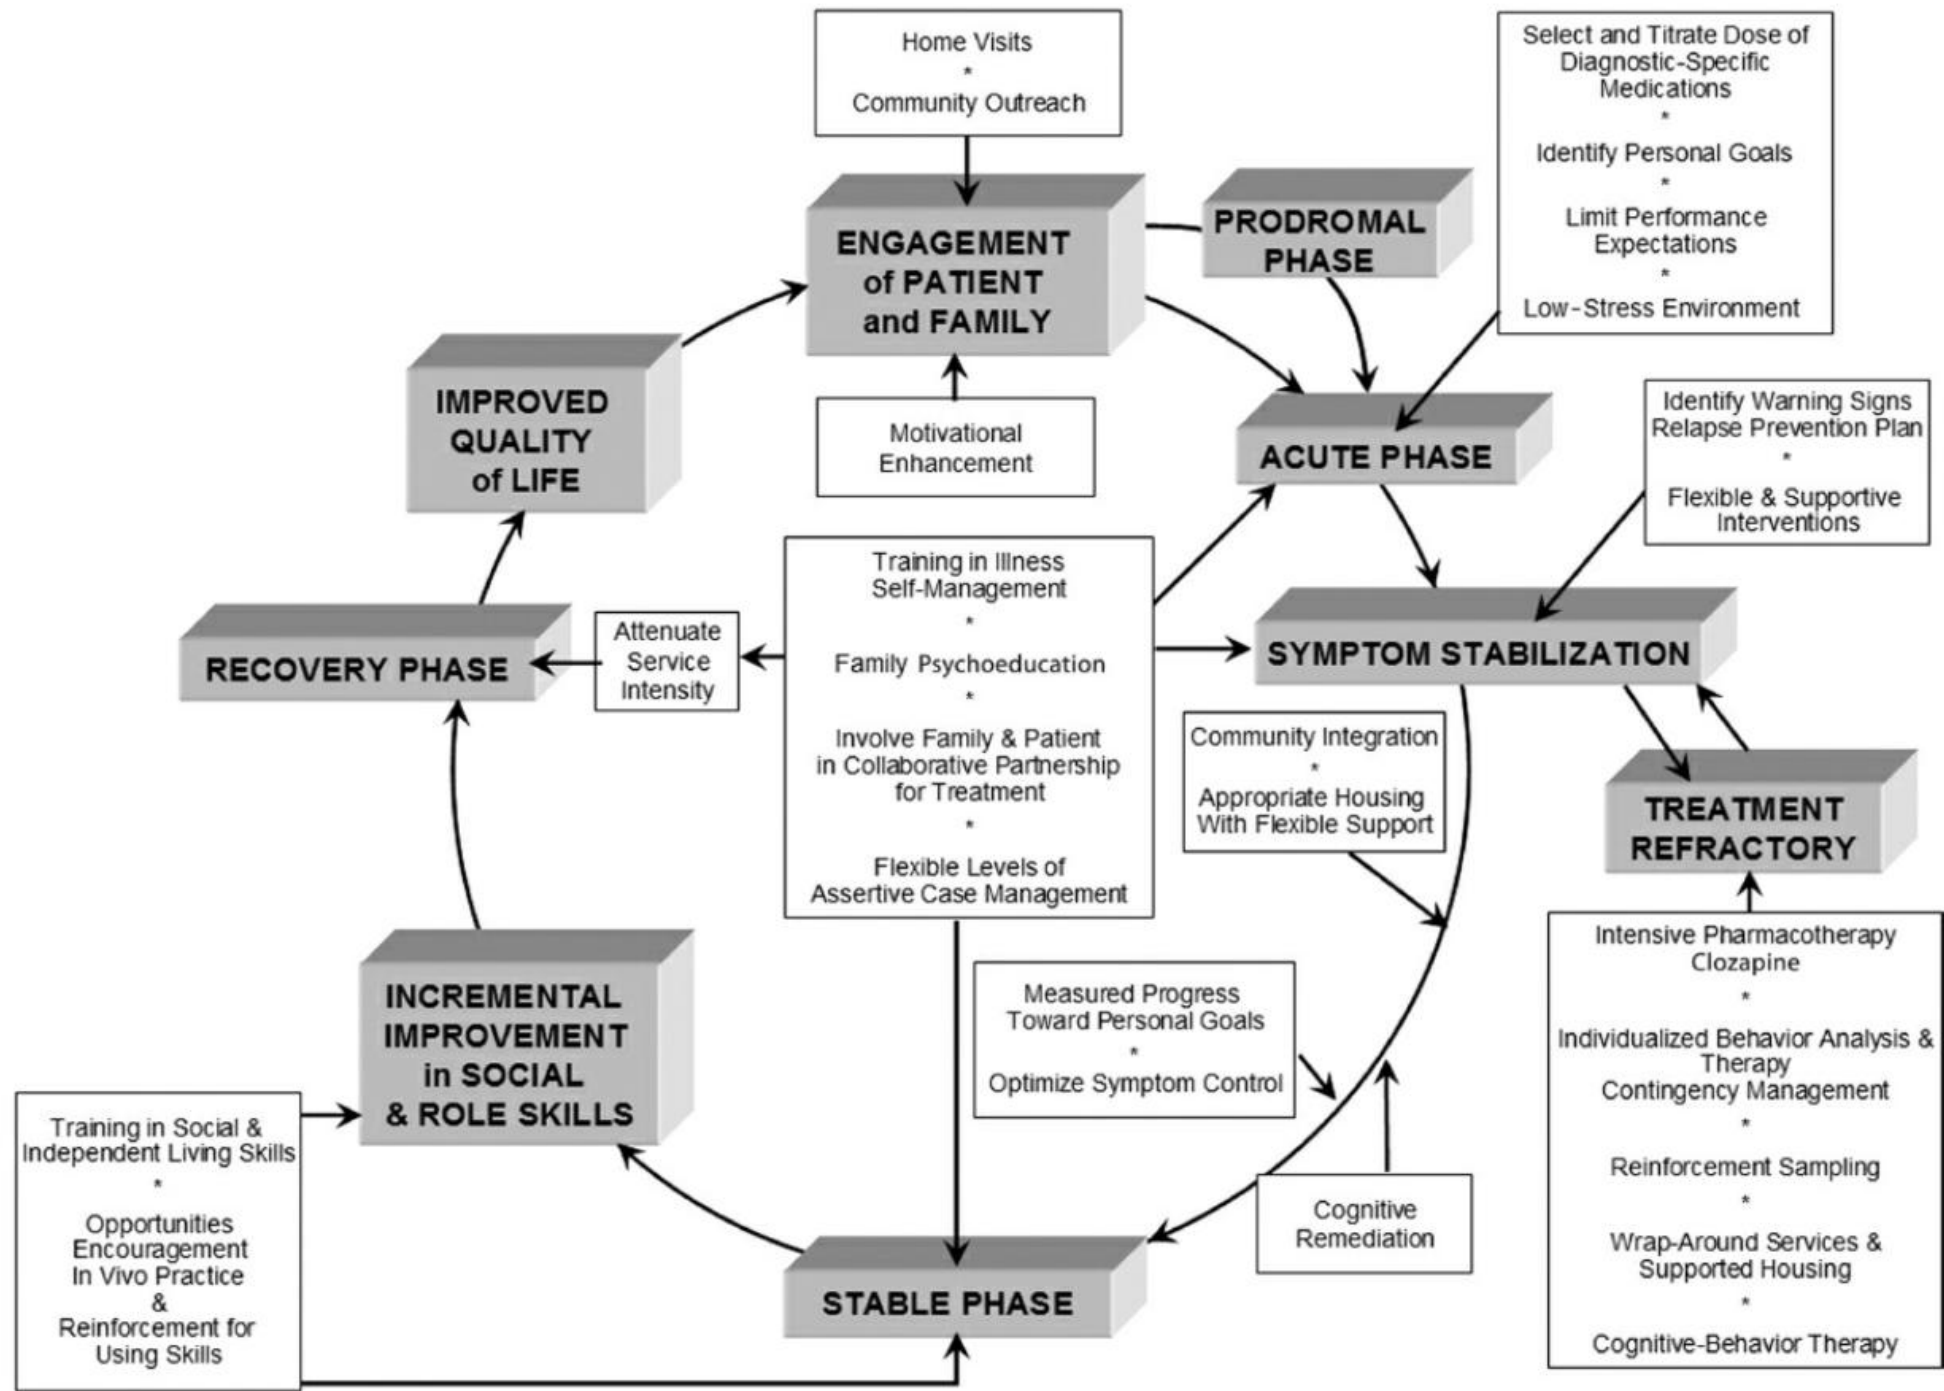 Home Visits
*
Community Outreach
Select and Titrate Dose of
Diagnostic-Specific
Medications
*
Identify Personal Goals
*
Limit Performance
Expectations
*
Low-Stress Environment
ENGAGEMENT
of PATIENT
and FAMILY
PRODROMAL
PHASE
IMPROVED
QUALITY
of LIFE
Motivational
Enhancement
ACUTE PHASE
Identify Warning Signs
Relapse Prevention Plan
*
Flexible & Supportive
Interventions
Training in Illness
Self-Management
*
Family Psychoeducation
*
Involve Family & Patient
in Collaborative Partnership
for Treatment
*
Flexible Levels of
Assertive Case Management
RECOVERY PHASE
Attenuate
Service
Intensity
SYMPTOM STABILIZATION
Community Integration
*
Appropriate Housing
With Flexible Support
TREATMENT
REFRACTORY
Intensive Pharmacotherapy
Clozapine
*
Individualized Behavior Analysis &
Therapy
Contingency Management
*
Reinforcement Sampling
*
Wrap-Around Services &
Supported Housing
*
Cognitive-Behavior Therapy
INCREMENTAL
IMPROVEMENT
in SOCIAL
& ROLE SKILLS
Measured Progress
Toward Personal Goals
*
Optimize Symptom Control
Training in Social &
Independent Living Skills
*
Opportunities
Encouragement
In Vivo Practice
&
Reinforcement for
Using Skills
Cognitive
Remediation
STABLE PHASE